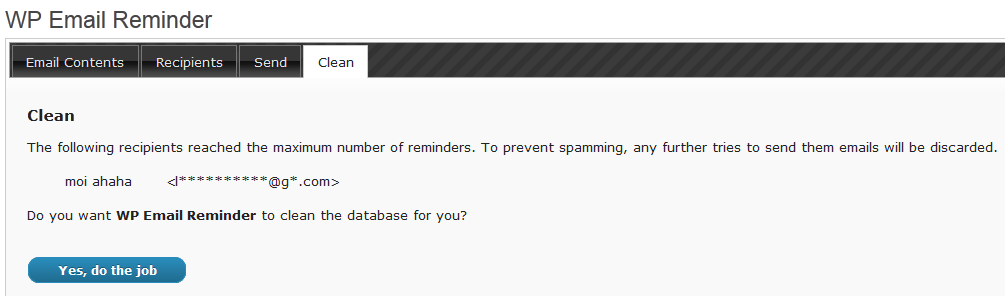 WP Email Reminder
Email Contents Recipients Send Clean
Clean
The following recipients reached the maximum number of reminders. To prevent spamming, any further tries to send them emails will be discarded.
moi ahaha <l**********@g*.com>
Do you want WP Email Reminder to clean the database for you?
Yes, do the job